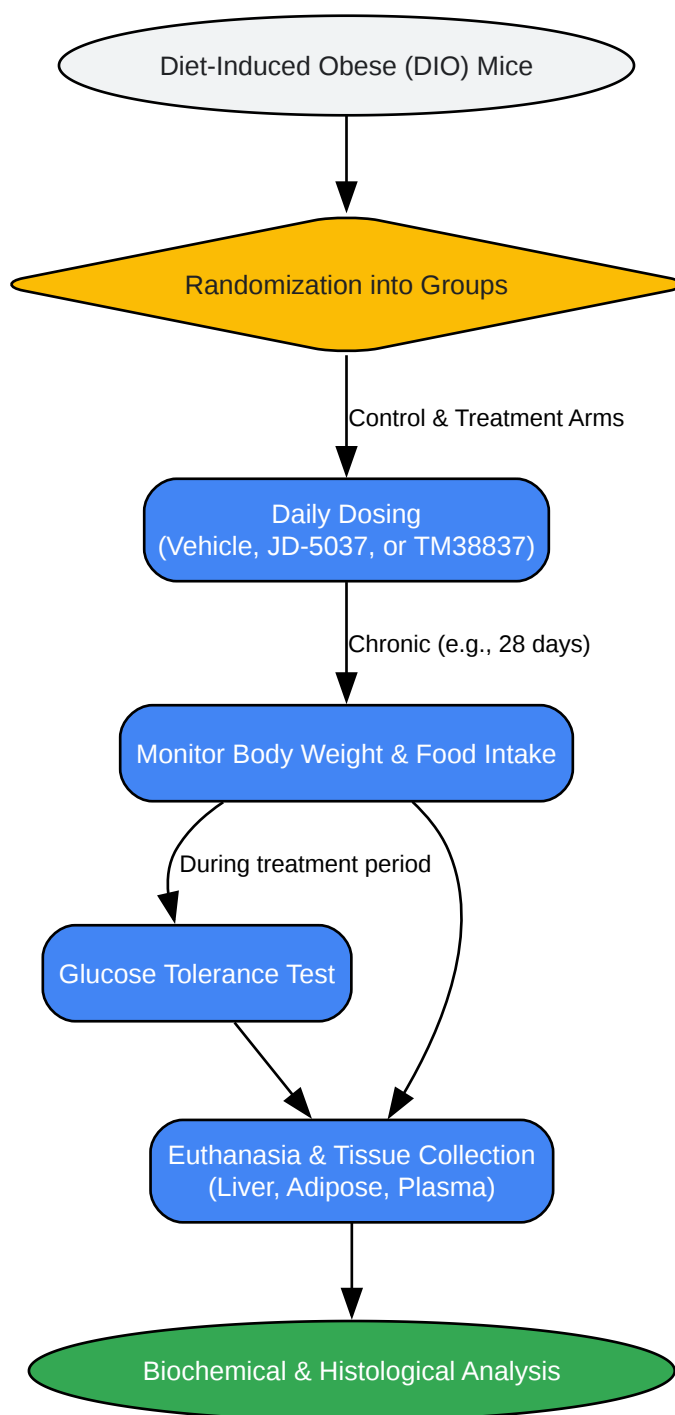 Diet-Induced Obese (DIO) Mice
Randomization into Groups
Control & Treatment Arms
Daily Dosing
(Vehicle, JD-5037, or TM38837)
Chronic (e.g., 28 days)
Monitor Body Weight & Food Intake
During treatment period
Glucose Tolerance Test
Euthanasia & Tissue Collection
(Liver, Adipose, Plasma)
Biochemical & Histological Analysis